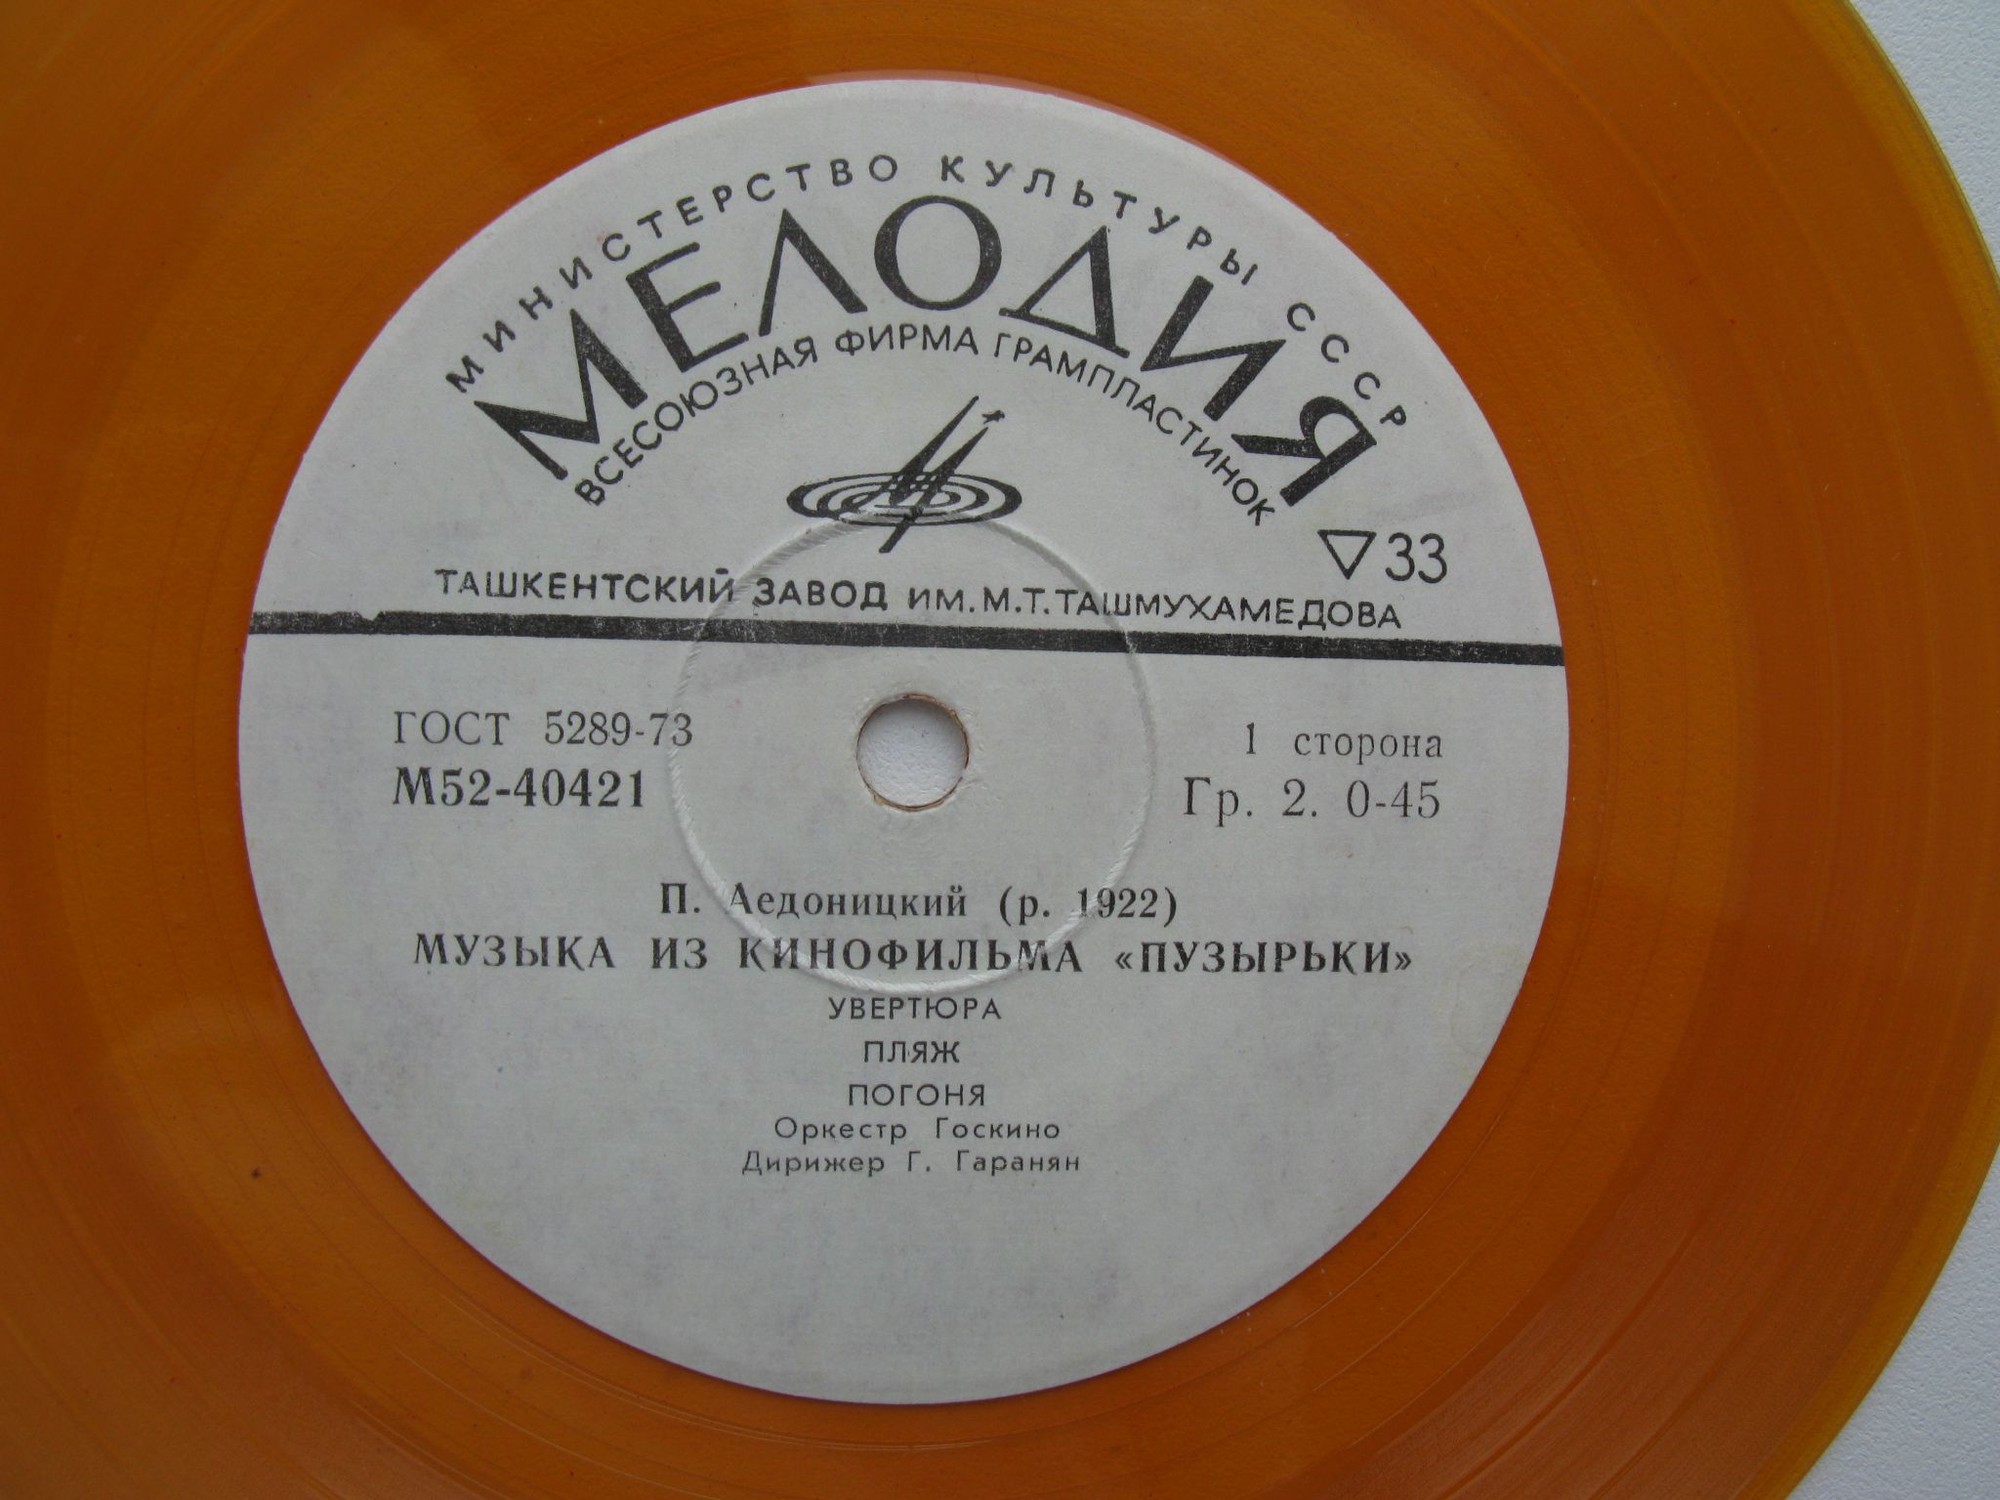 МИНИСТЕРСТВО КУЛЬТУРЫ СССР
МЕЛОДИЯ
ВСЕСОЮЗНАЯ ФИРМА ГРАМПЛАСТИНОК
33
ТАШКЕНТСКИЙ ЗАВОД ИМ.М.Т.ТАШМУХАМЕДОВА
ГОСТ 5289-73
1 сторона
М52-40421
Гр. 2. 0-45
П. Аедоницкий (р. 1922)
МУЗЫКА ИЗ КИНОФИЛЬМА «ПУЗЫРЬКИ»
УВЕРТЮРА
ПЛЯЖ
ПОГОНЯ
Оркестр Госкино
Дирижер Г. Гаранян